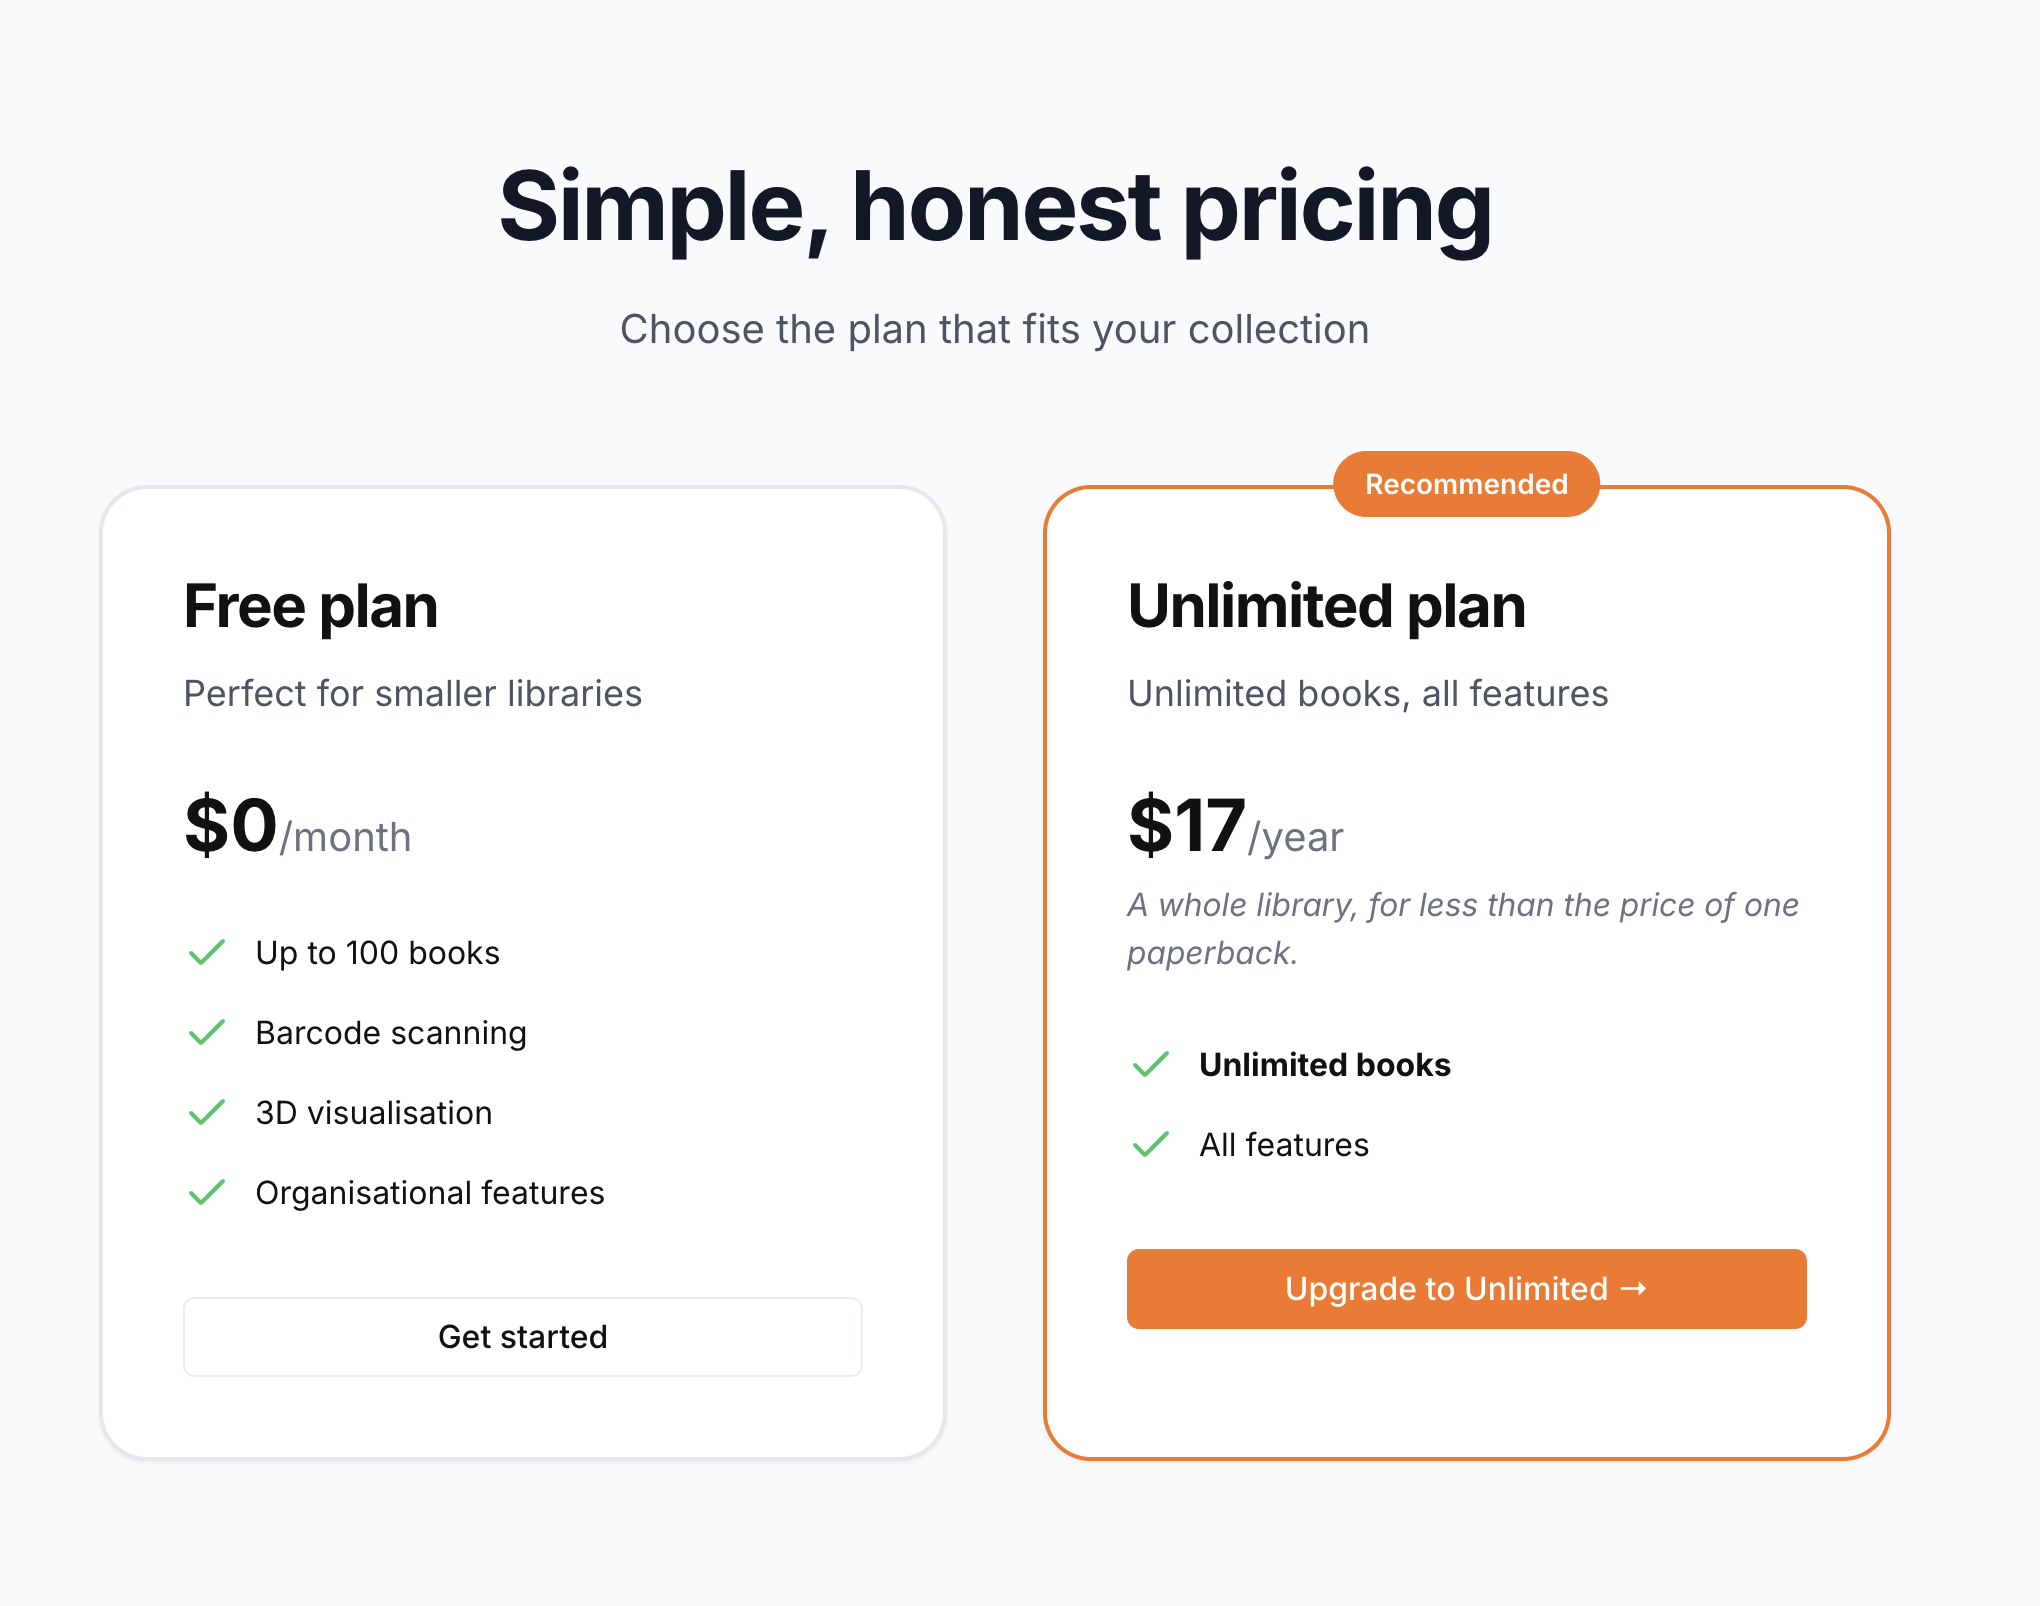 Simple, honest pricing
Choose the plan that fits your collection
Free plan
Perfect for smaller libraries
$0/month
Up to 100 books
Barcode scanning
3D visualisation
Organisational features
Get started
Recommended
Unlimited plan
Unlimited books, all features
$17/year
A whole library, for less than the price of one
paperback.
Unlimited books
All features
Upgrade to Unlimited →